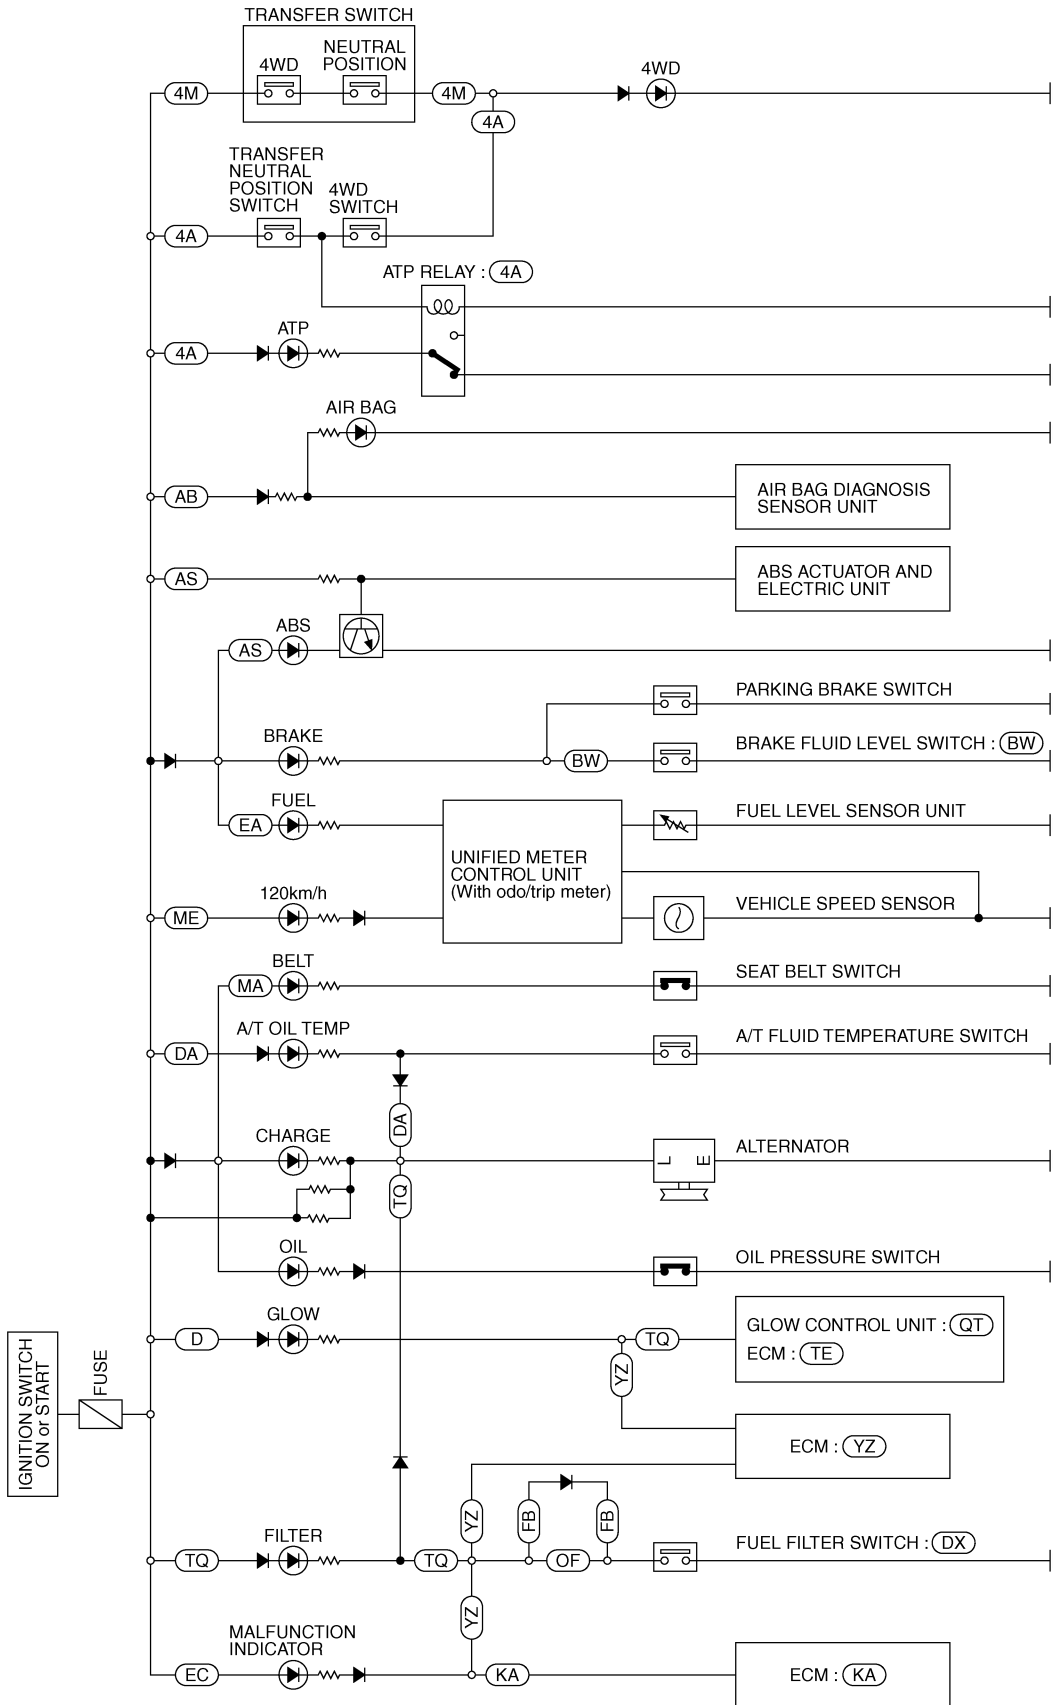 TRANSFER SWITCH
4WD
NEUTRAL
POSITION
4M
4M
4WD
4A
TRANSFER
NEUTRAL
POSITION
SWITCH
4WD
SWITCH
4A
ATP RELAY : 4A
ATP
4A
AIR BAG
AB
AIR BAG DIAGNOSIS
SENSOR UNIT
AS
ABS ACTUATOR AND
ELECTRIC UNIT
ABS
AS
PARKING BRAKE SWITCH
BRAKE
BW
BRAKE FLUID LEVEL SWITCH : BW
FUEL
EA
UNIFIED METER
CONTROL UNIT
(With odo/trip meter)
FUEL LEVEL SENSOR UNIT
120km/h
ME
VEHICLE SPEED SENSOR
BELT
MA
SEAT BELT SWITCH
A/T OIL TEMP
DA
A/T FLUID TEMPERATURE SWITCH
DA
CHARGE
L
E
ALTERNATOR
TQ
OIL
OIL PRESSURE SWITCH
GLOW
D
TQ
GLOW CONTROL UNIT : QT
ECM : TE
YZ
IGNITION SWITCH
ON or START
FUSE
ECM : YZ
YZ
FB
FB
FILTER
TQ
TQ
OF
FUEL FILTER SWITCH : DX
YZ
MALFUNCTION
INDICATOR
EC
KA
ECM : KA